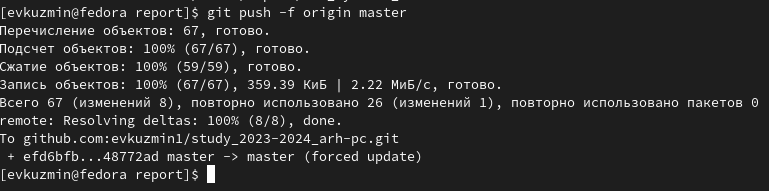 [evkuzmin@fedora report]$ git push -f origin master
Перечисление объектов: 67, готово.
Подсчет объектов: 100% (67/67), готово.
Сжатие объектов: 100% (59/59), готово.
Запись объектов: 100% (67/67), 359.39 КиБ | 2.22 МиБ/с, готово.
Всего 67 (изменений 8), повторно использовано 26 (изменений 1), повторно использовано пакетов 0
remote: Resolving deltas: 100% (8/8), done.
To github.com:evkuzmin1/study_2023-2024_arh-pc.git
 + efd6bfb...48772ad master -> master (forced update)
[evkuzmin@fedora report]$